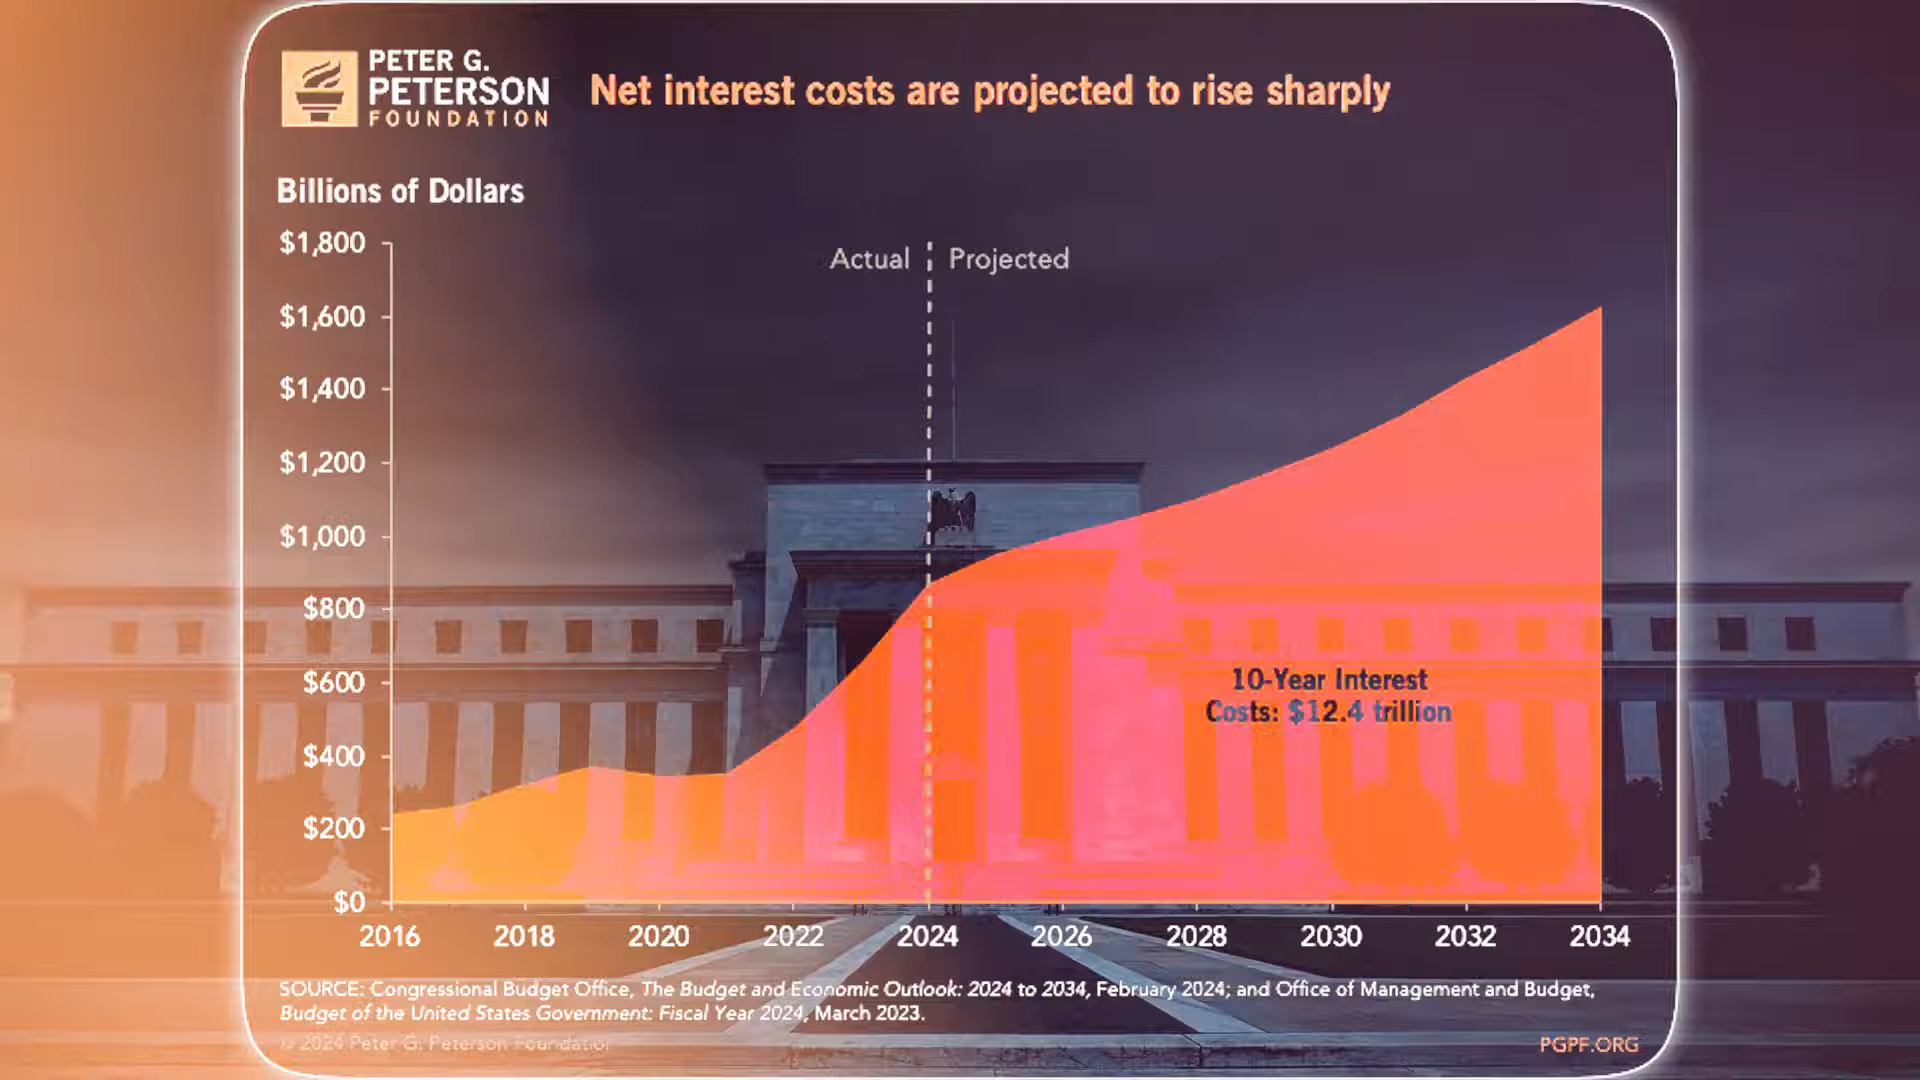 PETER G.
PETERSON
FOUNDATION
Net interest costs are projected to rise sharply
Billions of Dollars
$1,800
$1,600
$1,400
$1,200
$1,000
$800
$600
$400
$200
$0
Actual
Projected
10-Year Interest
Costs: $12.4 trillion
2016
2018
2020
2022
2024
2026
2028
2030
2032
2034
SOURCE: Congressional Budget Office, The Budget and Economic Outlook: 2024 to 2034, February 2024; and Office of Management and Budget,
Budget of the United States Government: Fiscal Year 2024, March 2023.
© 2024 Peter G. Peterson Foundation
PGPF.ORG